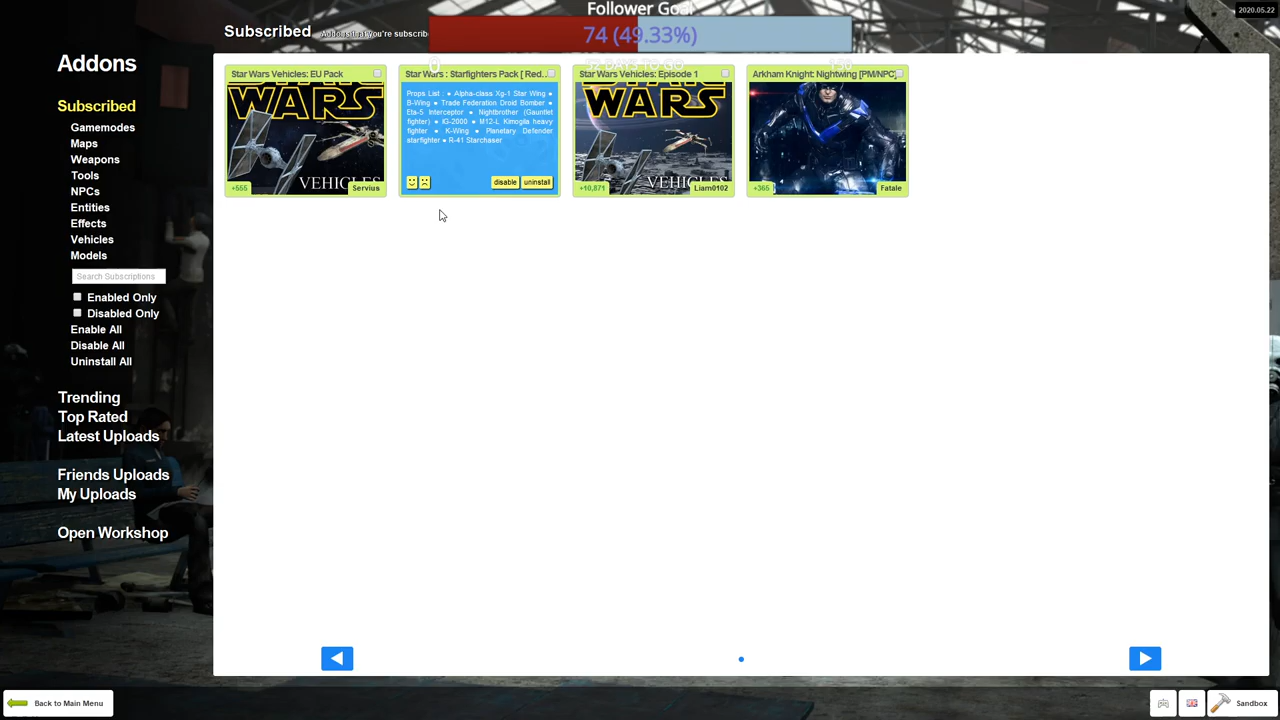 Follower Goal
74 (49.33%)
2020.05.22
Subscribed
Addons
Subscribed
Gamemodes
Maps
Weapons
Tools
NPCs
Entities
Effects
Vehicles
Models
Search Subscriptions
Enabled Only
Disabled Only
Enable All
Disable All
Uninstall All
Trending
Top Rated
Latest Uploads
Friends Uploads
My Uploads
Open Workshop
Star Wars Vehicles: EU Pack
WARS
VEHICLES
+555
Servius
Star Wars : Starfighters Pack [ Red...
Props List : ● Alpha-class Xg-1 Star Wing ●
B-Wing ● Trade Federation Droid Bomber ●
Eta-5 Interceptor ● Nightbrother (Gauntlet
fighter) ● IG-2000 ● M12-L Kimogila heavy
fighter ● K-Wing ● Planetary Defender
starfighter ● R-41 Starchaser
disable
uninstall
Star Wars Vehicles: Episode 1
WARS
VEHICLES
+10,871
Liam0102
Arkham Knight: Nightwing [PM/NPC]
+365
Fatale
Back to Main Menu
Sandbox